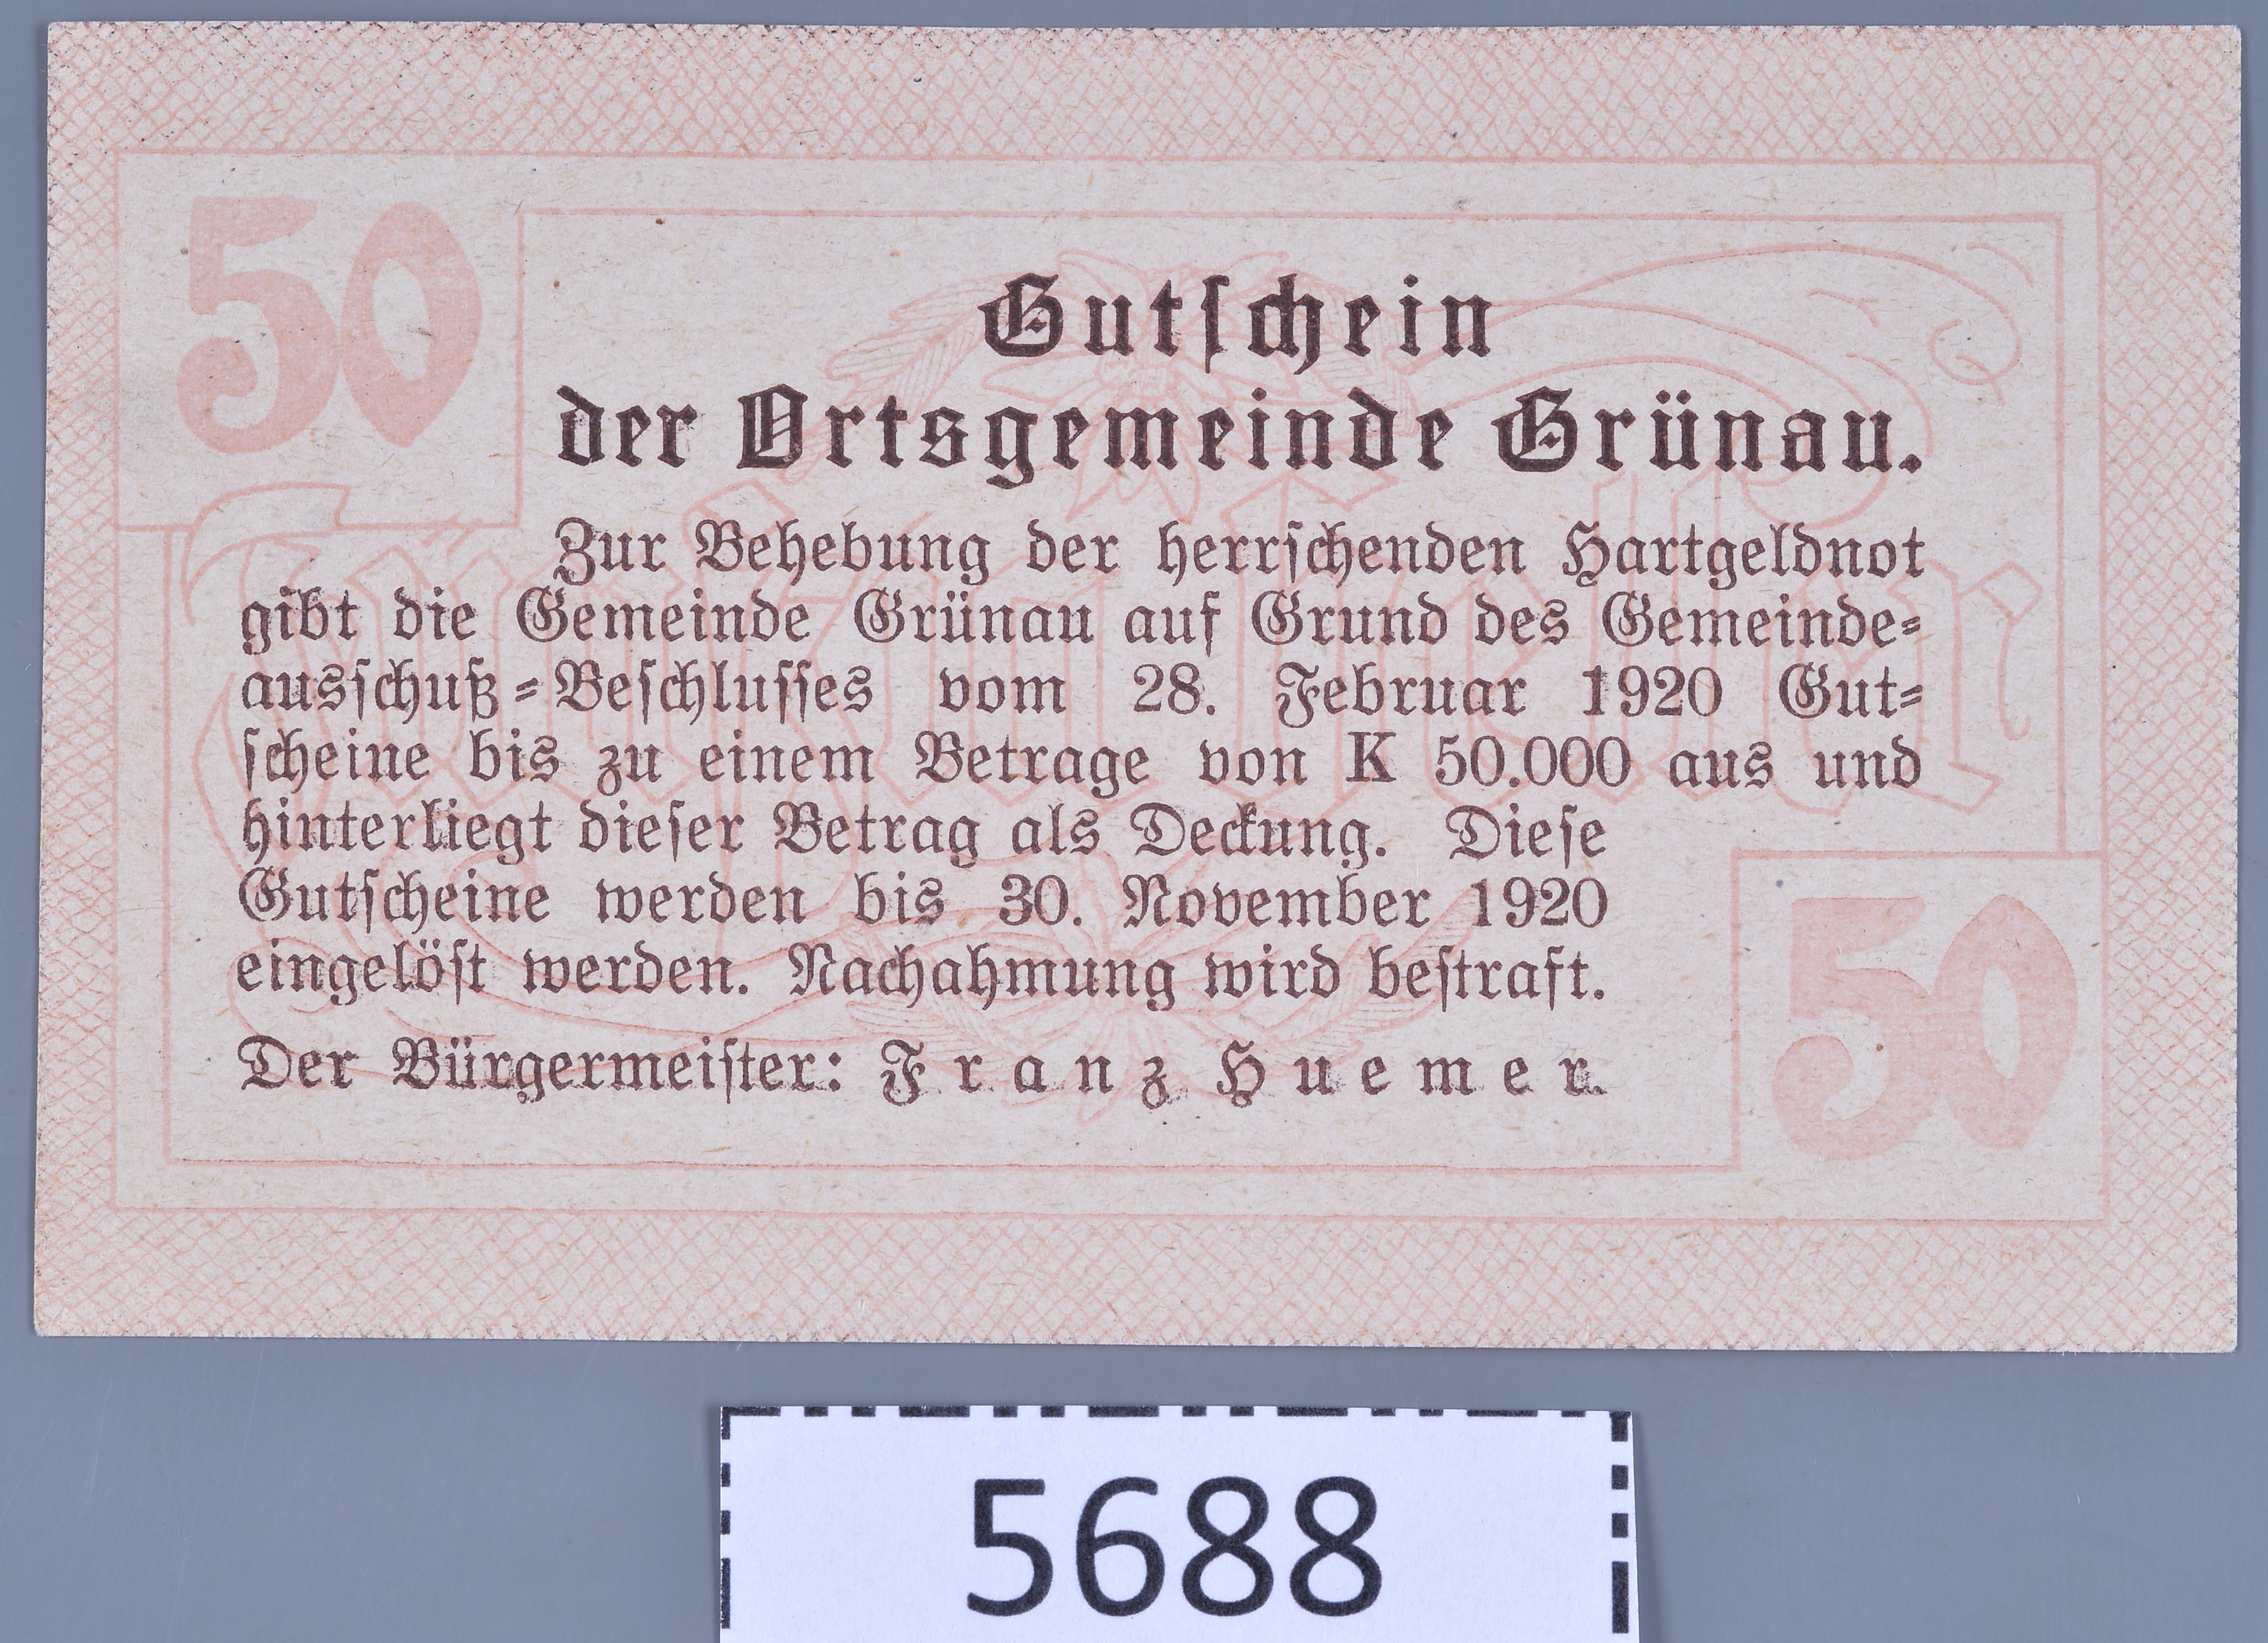 50
Gutschein
der Ortsgemeinde Grünau.
Zur Behebung der herrschenden Hartgeldnot
gibt die Gemeinde Grünau auf Grund des Gemeinde-
ausschuß-Beschlusses vom 28. Februar 1920 Gut-
scheine bis zu einem Betrage von K 50.000 aus und
hinterliegt dieser Betrag als Deckung. Diese
Gutscheine werden bis 30. November 1920
eingelöst werden. Nachahmung wird bestraft.
Der Bürgermeister: Franz Huemer.
50
5688